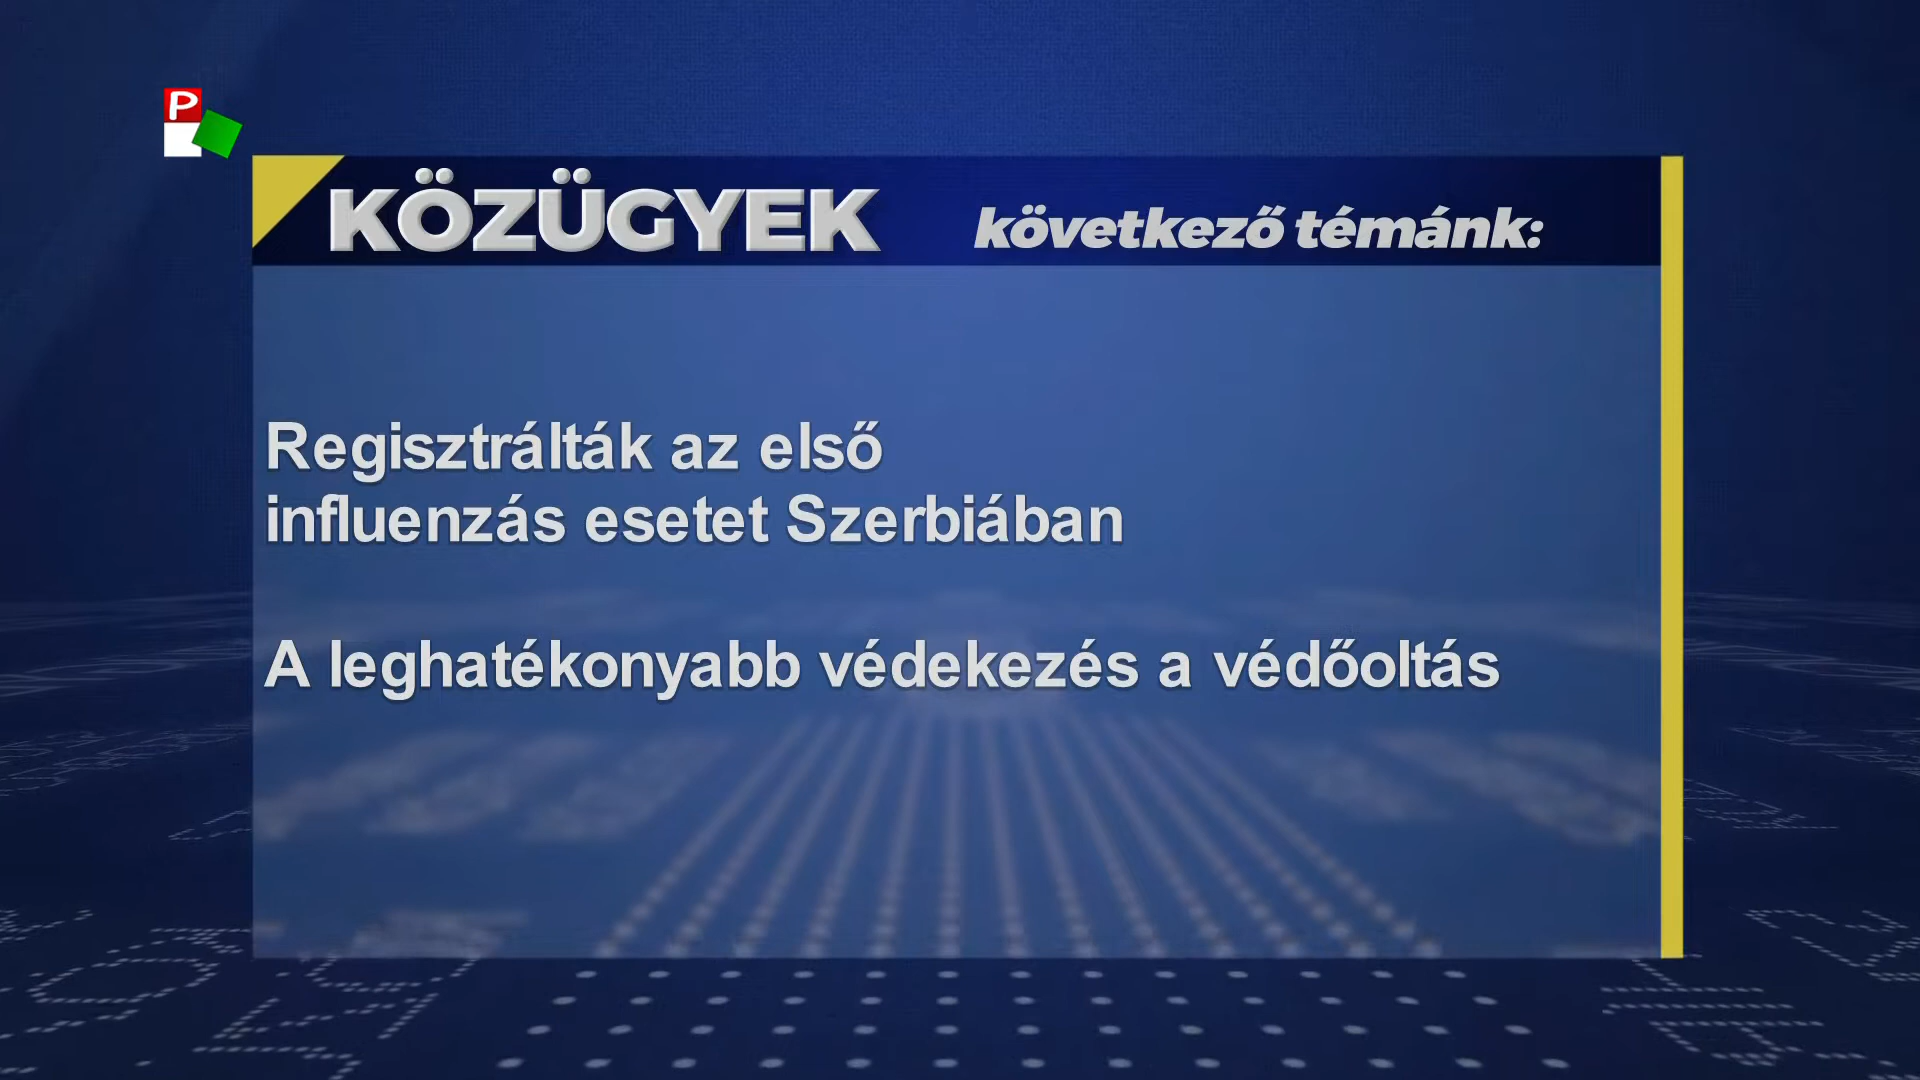 P
KÖZÜGYEK következő témánk:
Regisztrálták az első
influenzás esetet Szerbiában
A leghatékonyabb védekezés a védőoltás